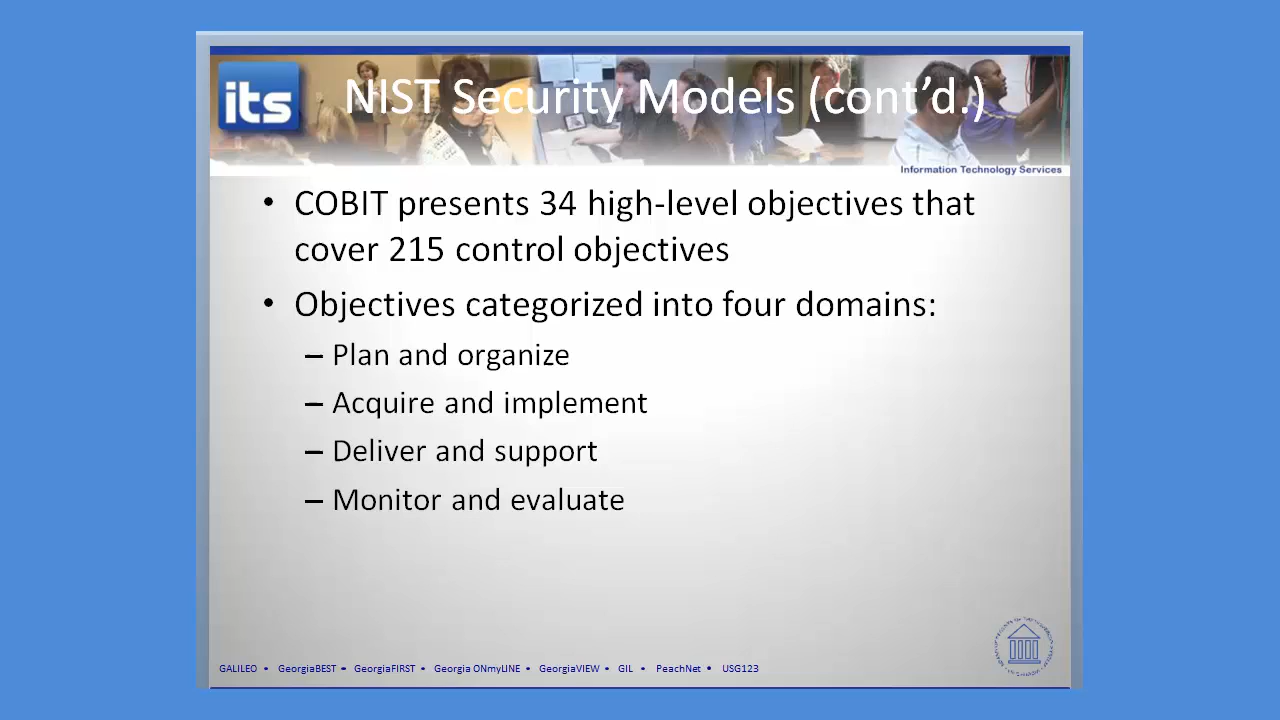 its
NIST Security Models (cont’d.)
Information Technology Services
• COBIT presents 34 high-level objectives that
cover 215 control objectives
• Objectives categorized into four domains:
– Plan and organize
– Acquire and implement
– Deliver and support
– Monitor and evaluate
GALILEO • GeorgiaBEST • GeorgiaFIRST • Georgia ONmyLINE • GeorgiaVIEW • GIL • PeachNet • USG123